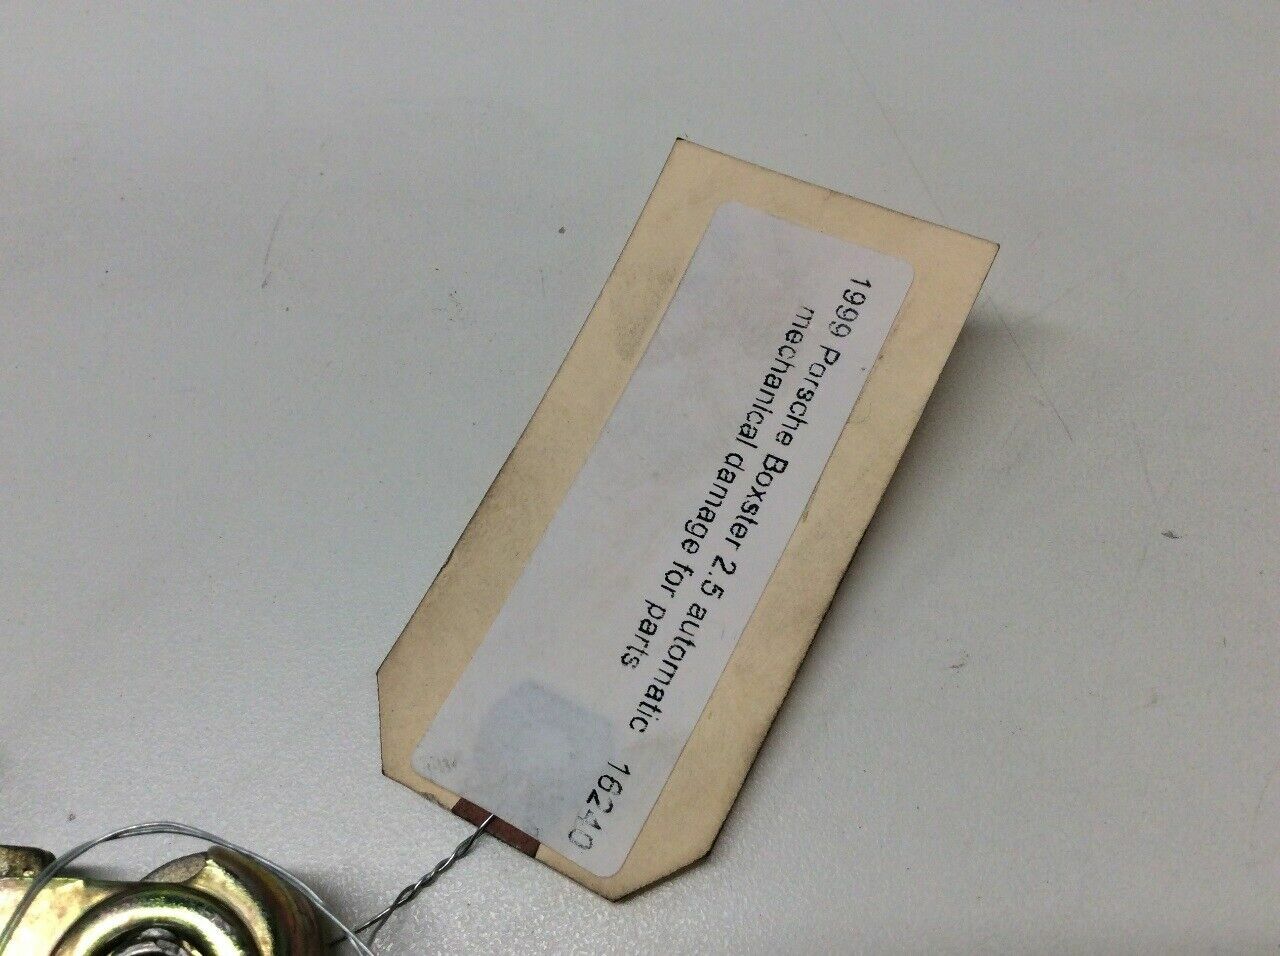 1999 Porsche Boxster 2.5 automatic 16240
mechanical damage for parts